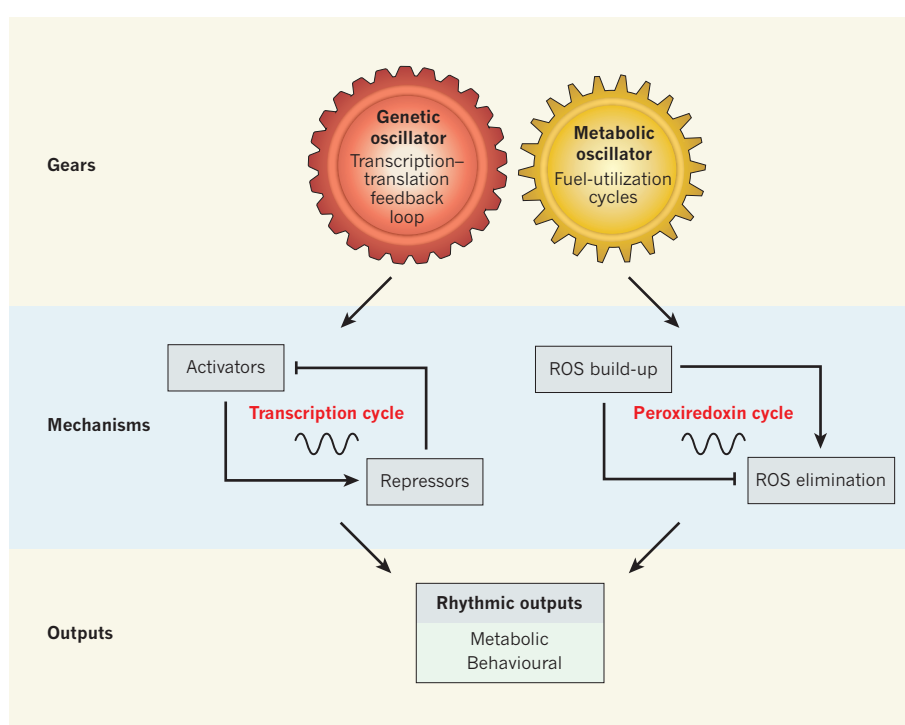 Gears
Genetic
oscillator
Transcription–
translation
feedback
loop
Metabolic
oscillator
Fuel-utilization
cycles
Mechanisms
Activators
Transcription cycle
Repressors
ROS build-up
Peroxiredoxin cycle
ROS elimination
Outputs
Rhythmic outputs
Metabolic
Behavioural